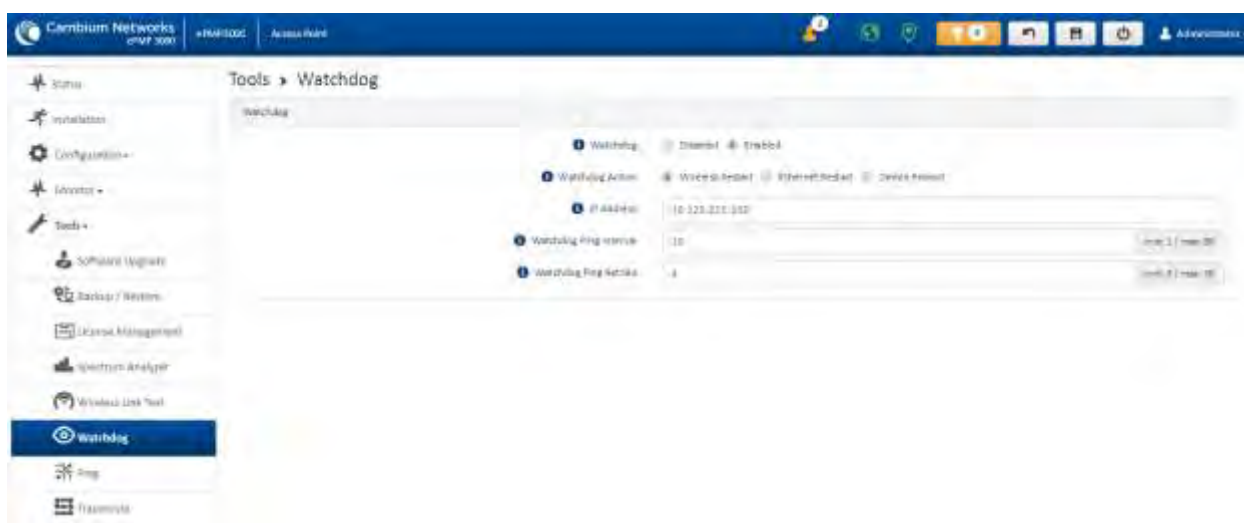 Cambium Networks
ePMP 3000
Access Point
Administrator
Tools > Watchdog
Watchdog
Watchdog Disabled Enabled
Watchdog Action Wireless Restart Ethernet Restart Device Reboot
IP Address
Watchdog Ping Interval 10
Watchdog Ping Retries
Status
Installation
Configuration
Monitor
Tools
Software Upgrade
Backup / Restore
License Management
Spectrum Analyzer
Wireless Link Test
Watchdog
Ping
Traceroute